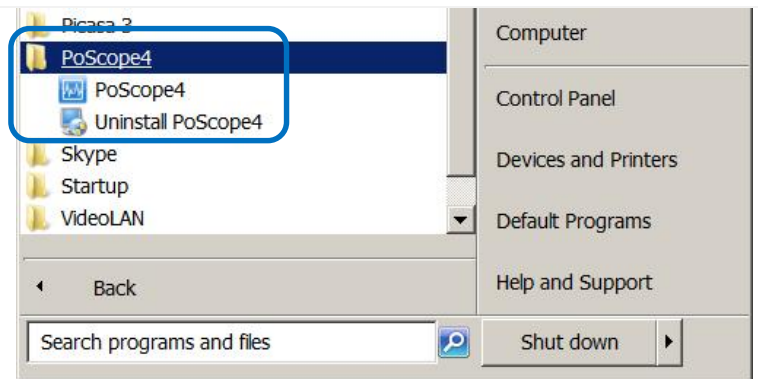 Picasa 3
PoScope4
PoScope4
Uninstall PoScope4
Skype
Startup
VideoLAN
Back
Search programs and files
Computer
Control Panel
Devices and Printers
Default Programs
Help and Support
Shut down